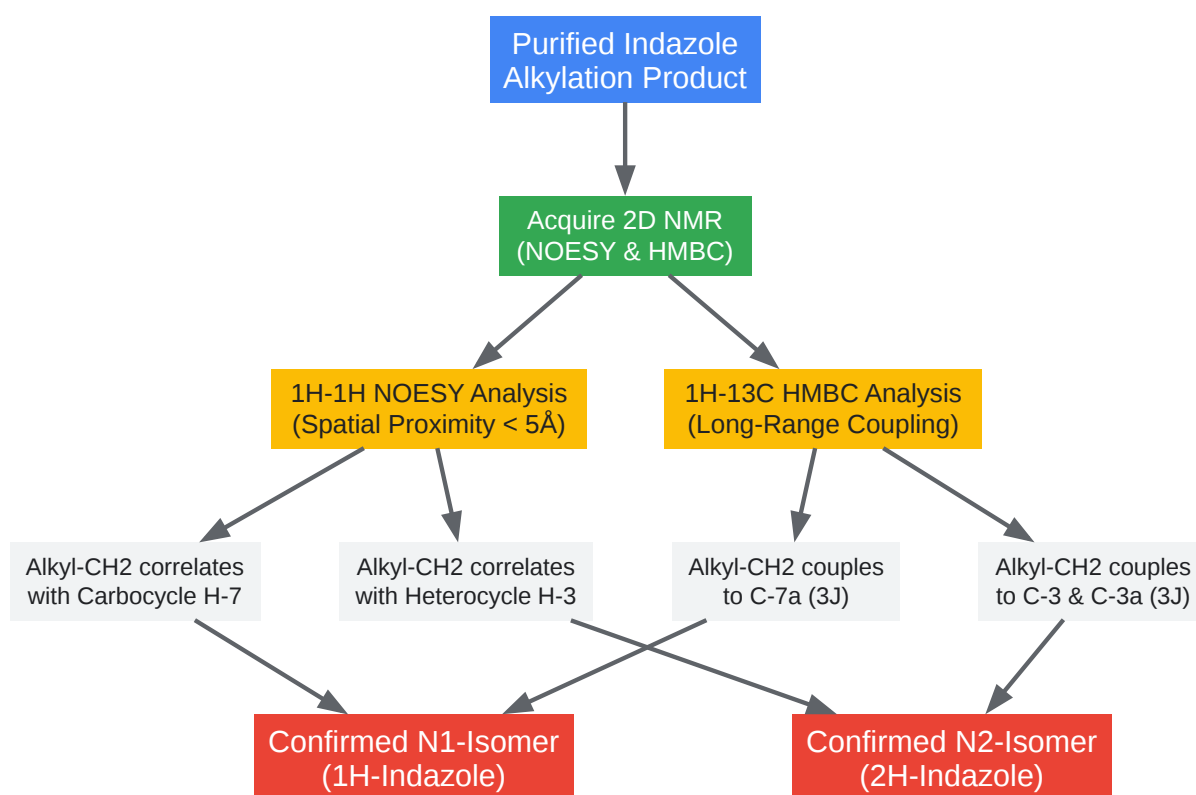 Purified Indazole
Alkylation Product
Acquire 2D NMR
(NOESY & HMBC)
1H-1H NOESY Analysis
(Spatial Proximity < 5Å)
1H-13C HMBC Analysis
(Long-Range Coupling)
Alkyl-CH2 correlates
with Carbocycle H-7
Alkyl-CH2 correlates
with Heterocycle H-3
Alkyl-CH2 couples
to C-7a (3J)
Alkyl-CH2 couples
to C-3 & C-3a (3J)
Confirmed N1-Isomer
(1H-Indazole)
Confirmed N2-Isomer
(2H-Indazole)